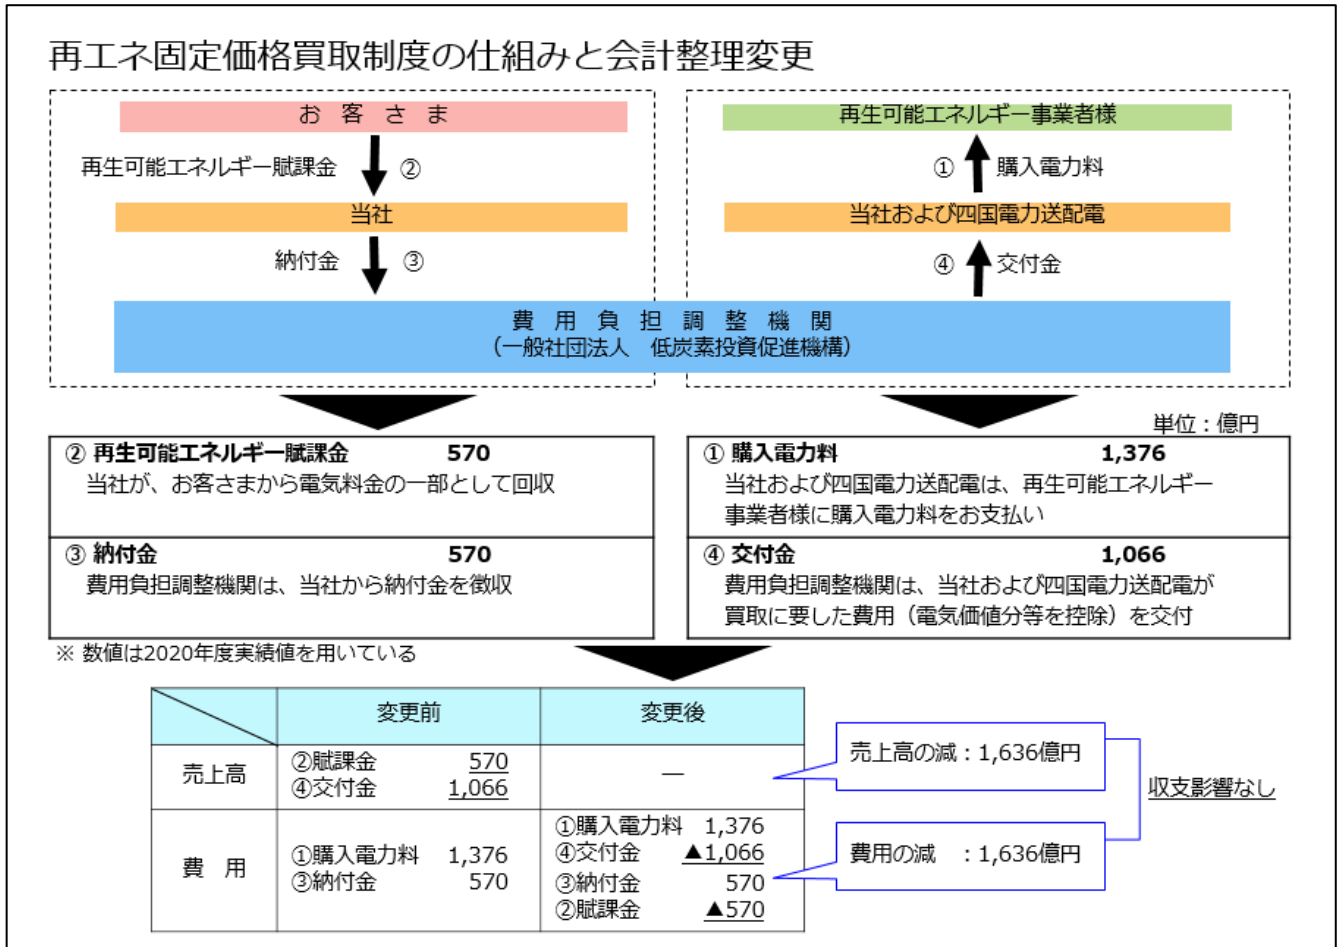 再エネ固定価格買取制度の仕組みと会計整理変更
お 客 さ ま
再生可能エネルギー賦課金 ②
当社
納付金 ③
再生可能エネルギー事業者様
① 購入電力料
当社および四国電力送配電
④ 交付金
費 用 負 担 調 整 機 関
（一般社団法人 低炭素投資促進機構）
単位：億円
② 再生可能エネルギー賦課金 570
当社が、お客さまから電気料金の一部として回収
③ 納付金 570
費用負担調整機関は、当社から納付金を徴収
① 購入電力料 1,376
当社および四国電力送配電は、再生可能エネルギー
事業者様に購入電力料をお支払い
④ 交付金 1,066
費用負担調整機関は、当社および四国電力送配電が
買取に要した費用（電気価値分等を控除）を交付
※ 数値は2020年度実績値を用いている
変更前 変更後
売上高
②賦課金 570
④交付金 1,066
―
費 用
①購入電力料 1,376
③納付金 570
①購入電力料 1,376
④交付金 ▲1,066
③納付金 570
②賦課金 ▲570
売上高の減：1,636億円
費用の減 ：1,636億円
収支影響なし